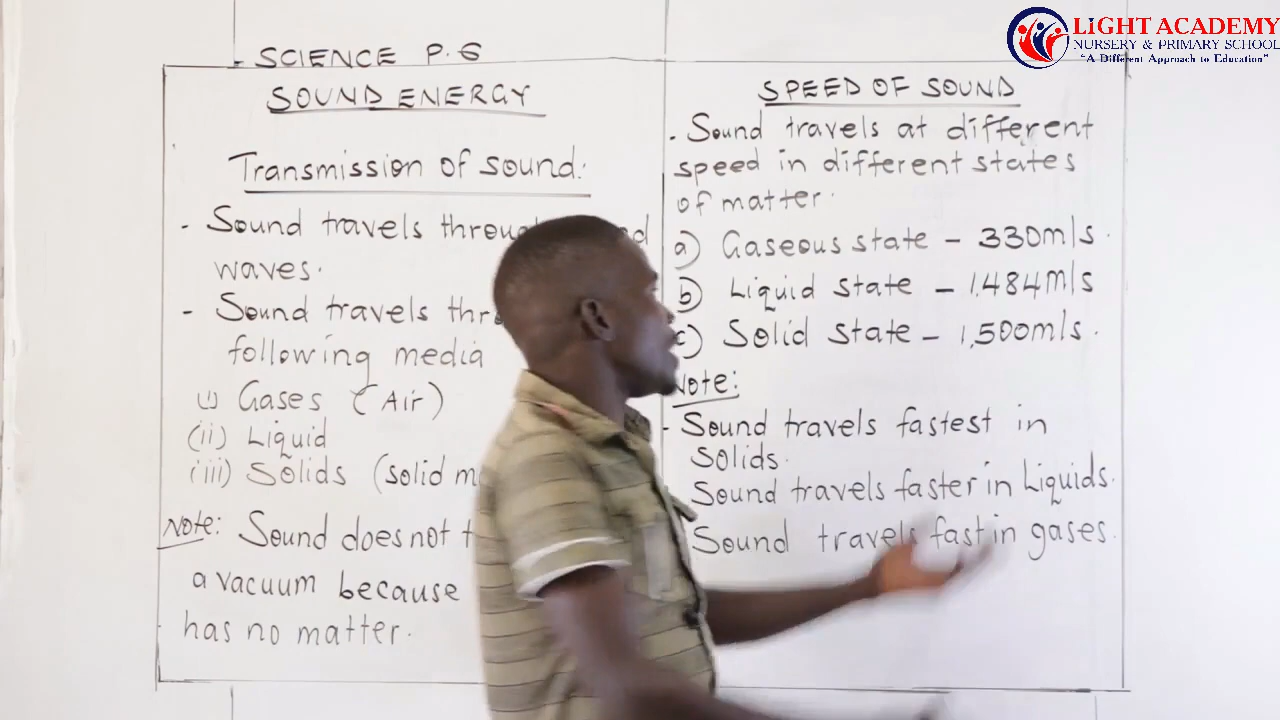 LIGHT ACADEMY
NURSERY & PRIMARY SCHOOL
"A Different Approach to Education"
- SCIENCE P.6
SOUND ENERGY
Transmission of sound.
- Sound travels
waves.
- Sound travels
following media
(i) Gases (Air)
(ii) Liquid
(iii) Solids (solid
Note: Sound does not
a vacuum because
has no matter.
SPEED OF SOUND
- Sound travels at different
speed in different states
of matter.
a) Gaseous state - 330m/s.
b) Liquid state - 1,484m/s
c) Solid state - 1,500m/s.
Note:
- Sound travels fastest in
solids.
Sound travels faster in Liquids.
Sound travels fast in gases.